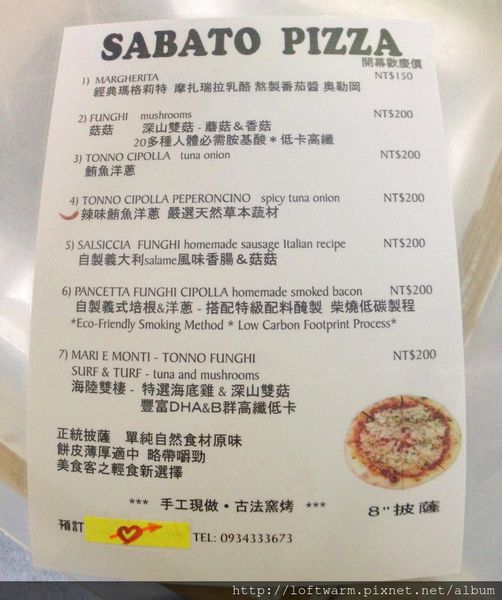 SABATO PIZZA
開幕歡慶價
1) MARGHERITA NT$150
經典瑪格莉特 摩扎瑞拉乳酪 熬製番茄醬 奧勒岡
2) FUNGHI mushrooms NT$200
菇菇 深山雙菇 - 蘑菇&香菇
20多種人體必需胺基酸 * 低卡高纖
3) TONNO CIPOLLA tuna onion NT$200
鮪魚洋蔥
4) TONNO CIPOLLA PEPERONCINO spicy tuna onion NT$200
辣味鮪魚洋蔥 嚴選天然草本蔬材
5) SALSICCIA FUNGHI homemade sausage Italian recipe NT$200
自製義大利salame風味香腸&菇菇
6) PANCETTA FUNGHI CIPOLLA homemade smoked bacon NT$200
自製義式培根&洋蔥 - 搭配特級配料醃製 柴燒低碳製程
*Eco-Friendly Smoking Method * Low Carbon Footprint Process*
7) MARI E MONTI - TONNO FUNGHI NT$200
SURF & TURF - tuna and mushrooms
海陸雙棲 - 特選海底雞 & 深山雙菇
豐富DHA&B群高纖低卡
正統披薩 單純自然食材原味
餅皮薄厚適中 略帶嚼勁
美食客之輕食新選擇
*** 手工現做・古法窯烤 ***
8" 披薩
預訂 TEL: 0934333673
http://loftwarm.pixnet.net/album